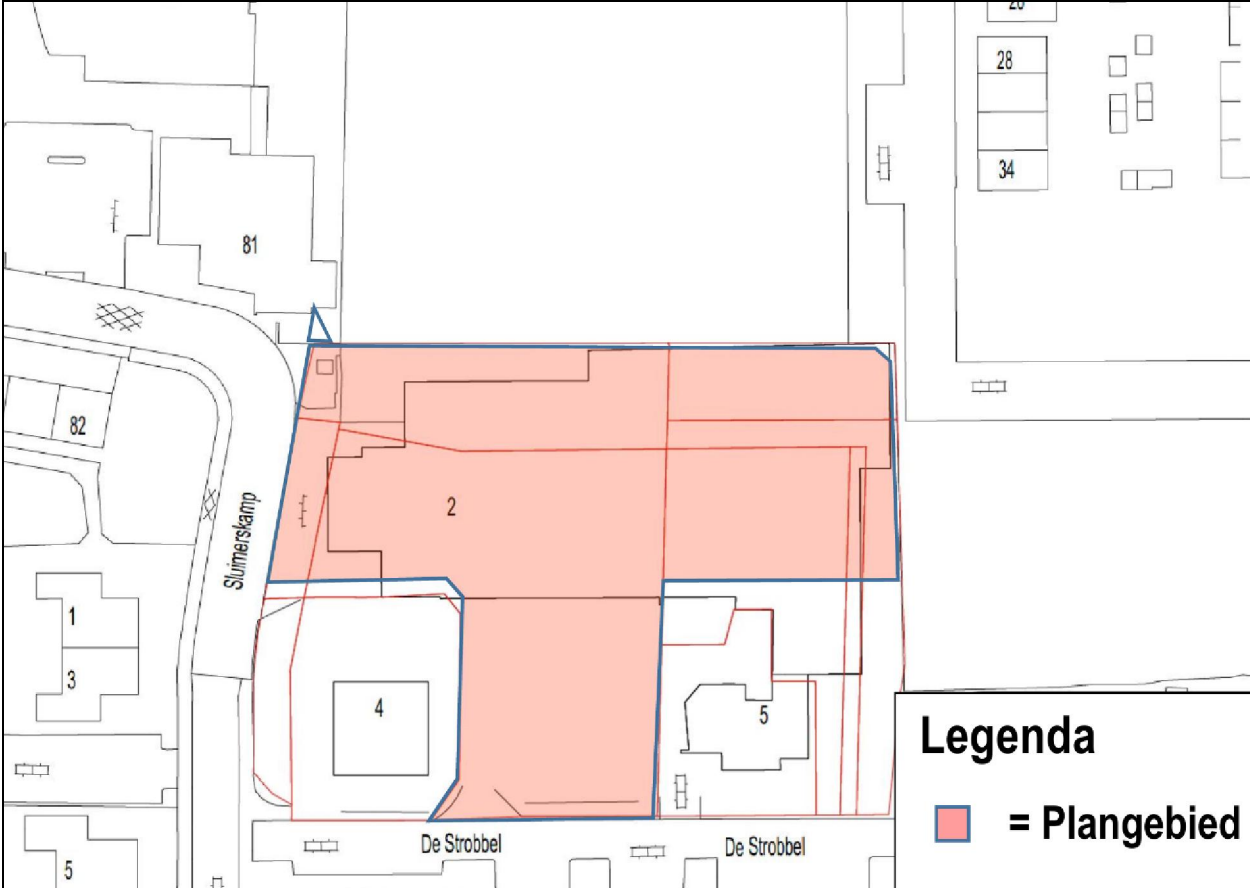 28
34
81
82
Sluimerskamp
2
1
3
4
5
De Strobbel
De Strobbel
5
Legenda
= Plangebied